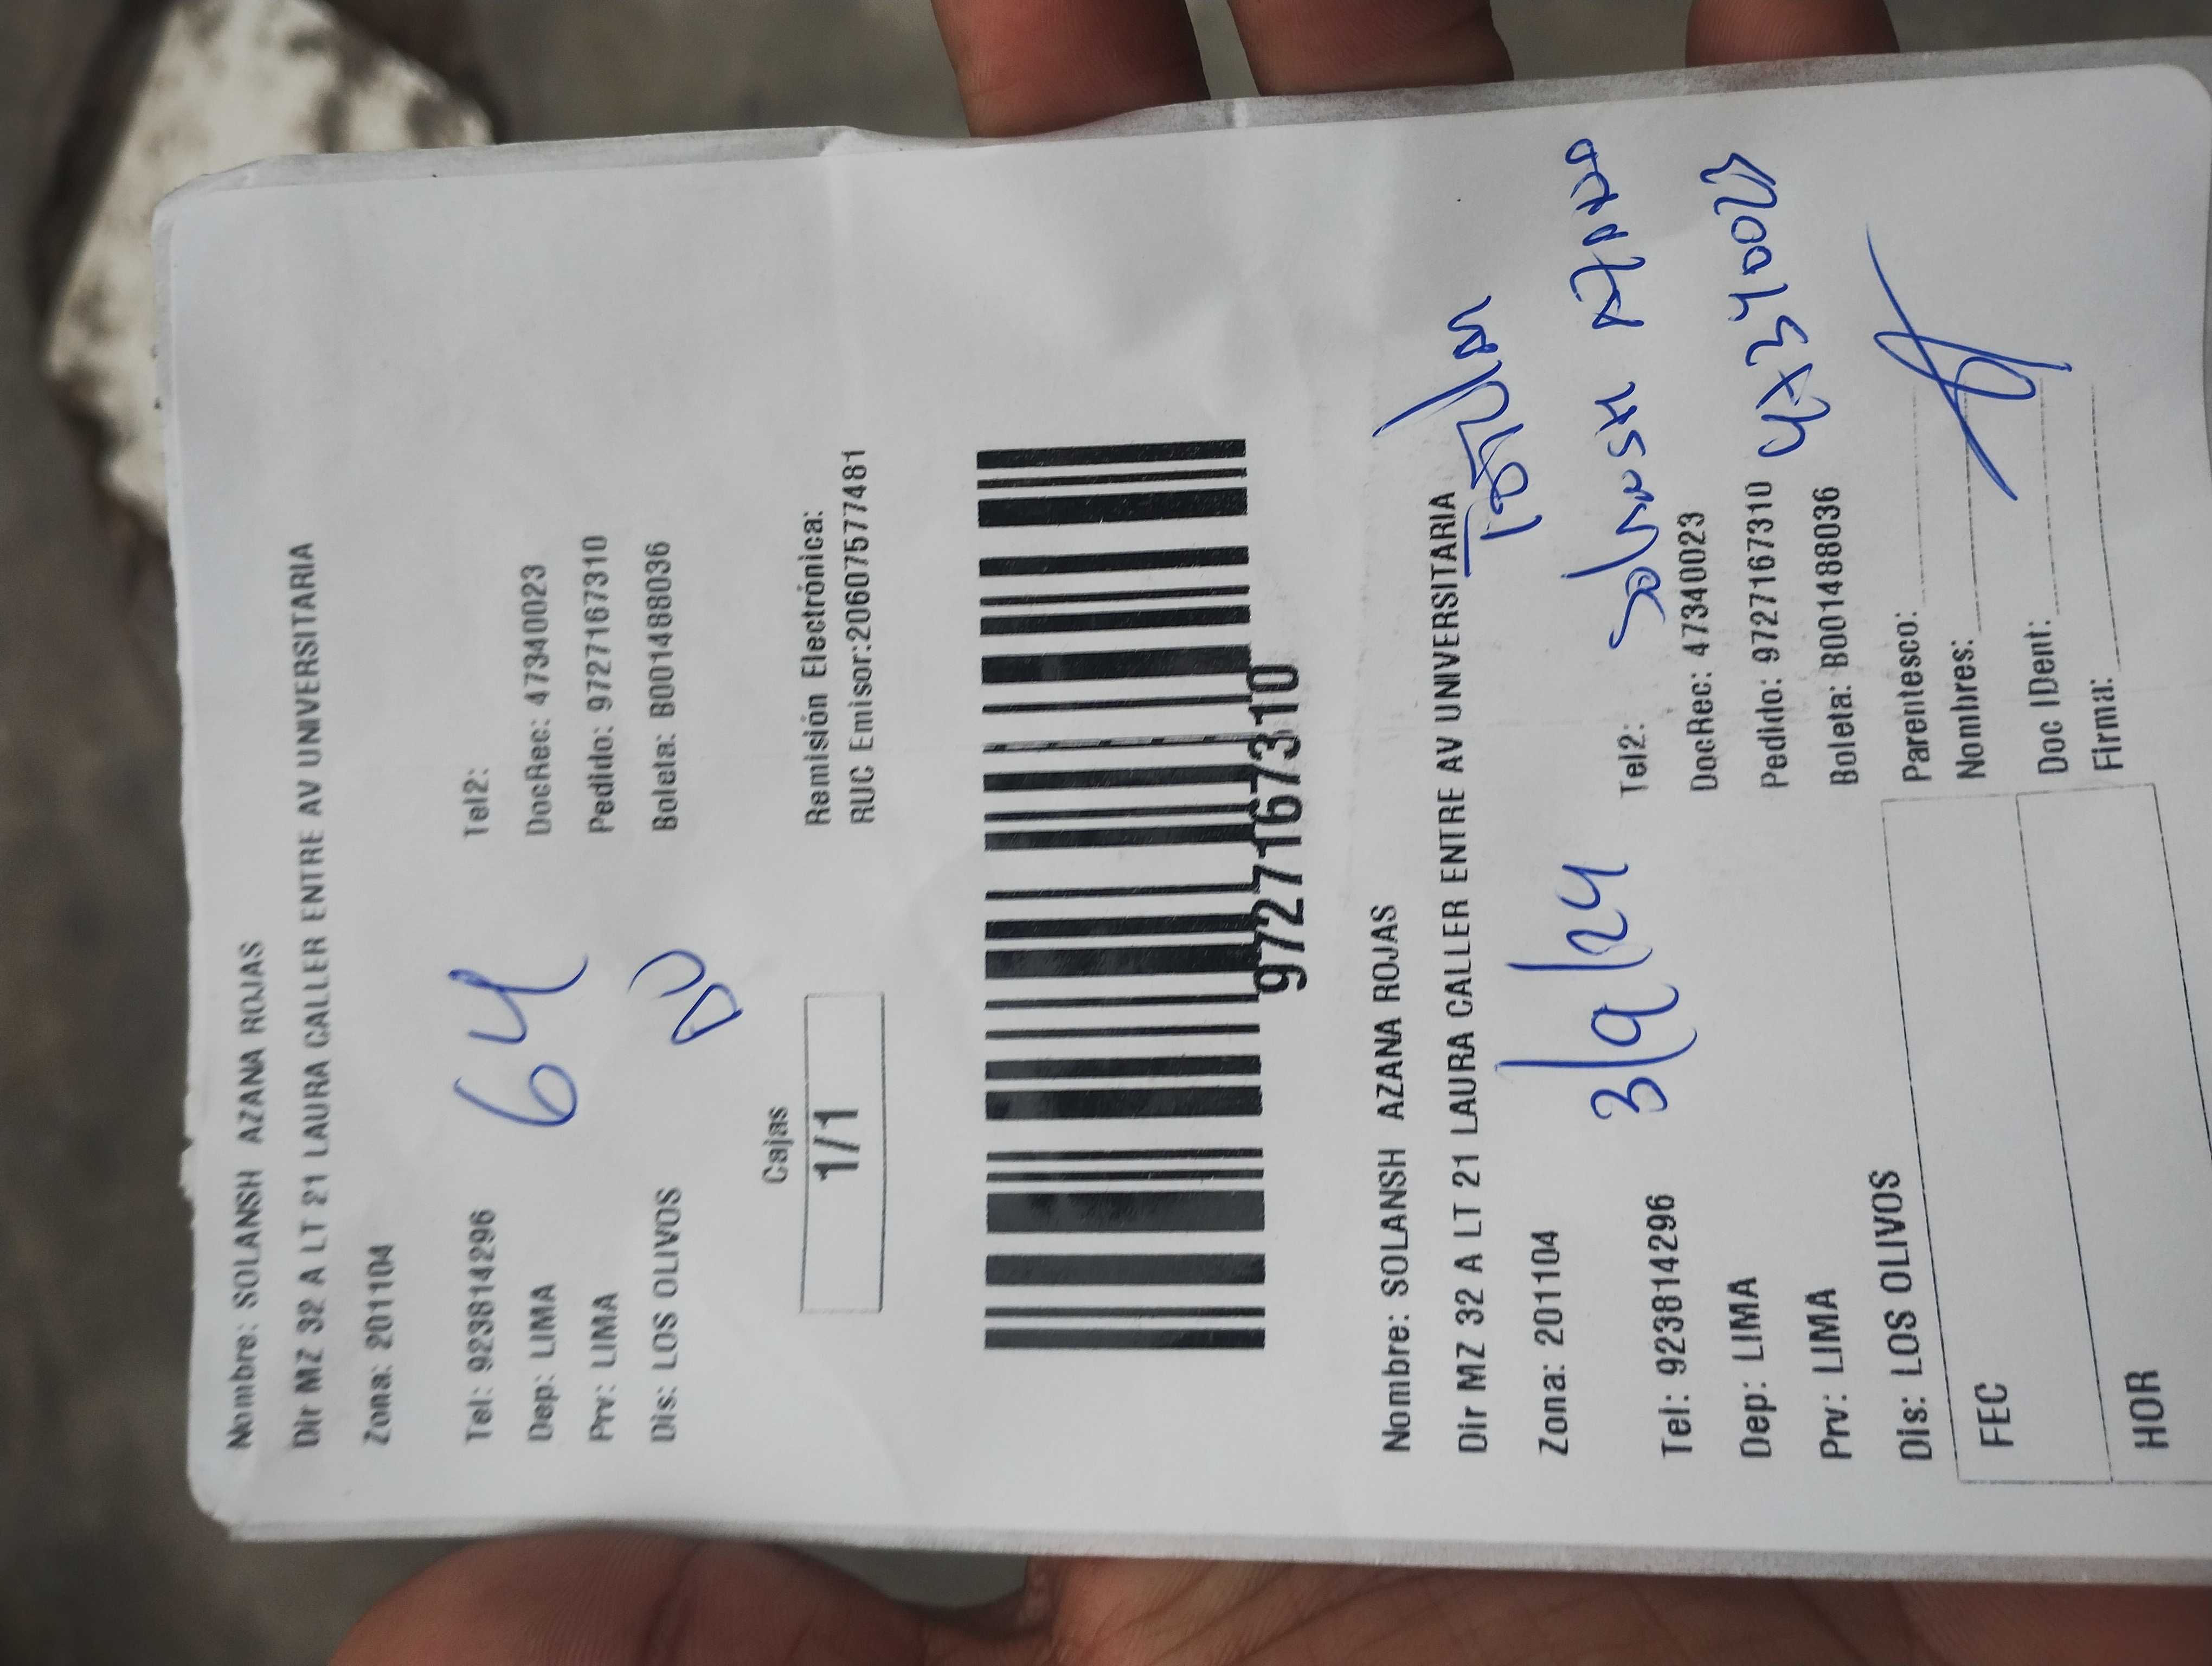 Nombre: SOLANSH AZANA ROJAS
Dir MZ 32 A LT 21 LAURA CALLER ENTRE AV UNIVERSITARIA
Zona: 201104
Tel: 923814296 Tel2:
64
Dep: LIMA DocRec: 47340023
Prv: LIMA Pedido: 9727167310
Dis: LOS OLIVOS Boleta: B001488036
Cajas
1/1
Remisión Electrónica:
RUC Emisor:20607577481
9727167310
Nombre: SOLANSH AZANA ROJAS
Dir MZ 32 A LT 21 LAURA CALLER ENTRE AV UNIVERSITARIA
Titular
Zona: 201104
3/9/24
Solansh Azana
Tel: 923814296 Tel2:
Dep: LIMA DocRec: 47340023
47340023
Prv: LIMA Pedido: 9727167310
Dis: LOS OLIVOS Boleta: B001488036
FEC
HOR
Parentesco:
Nombres:
Doc IDent:
Firma: